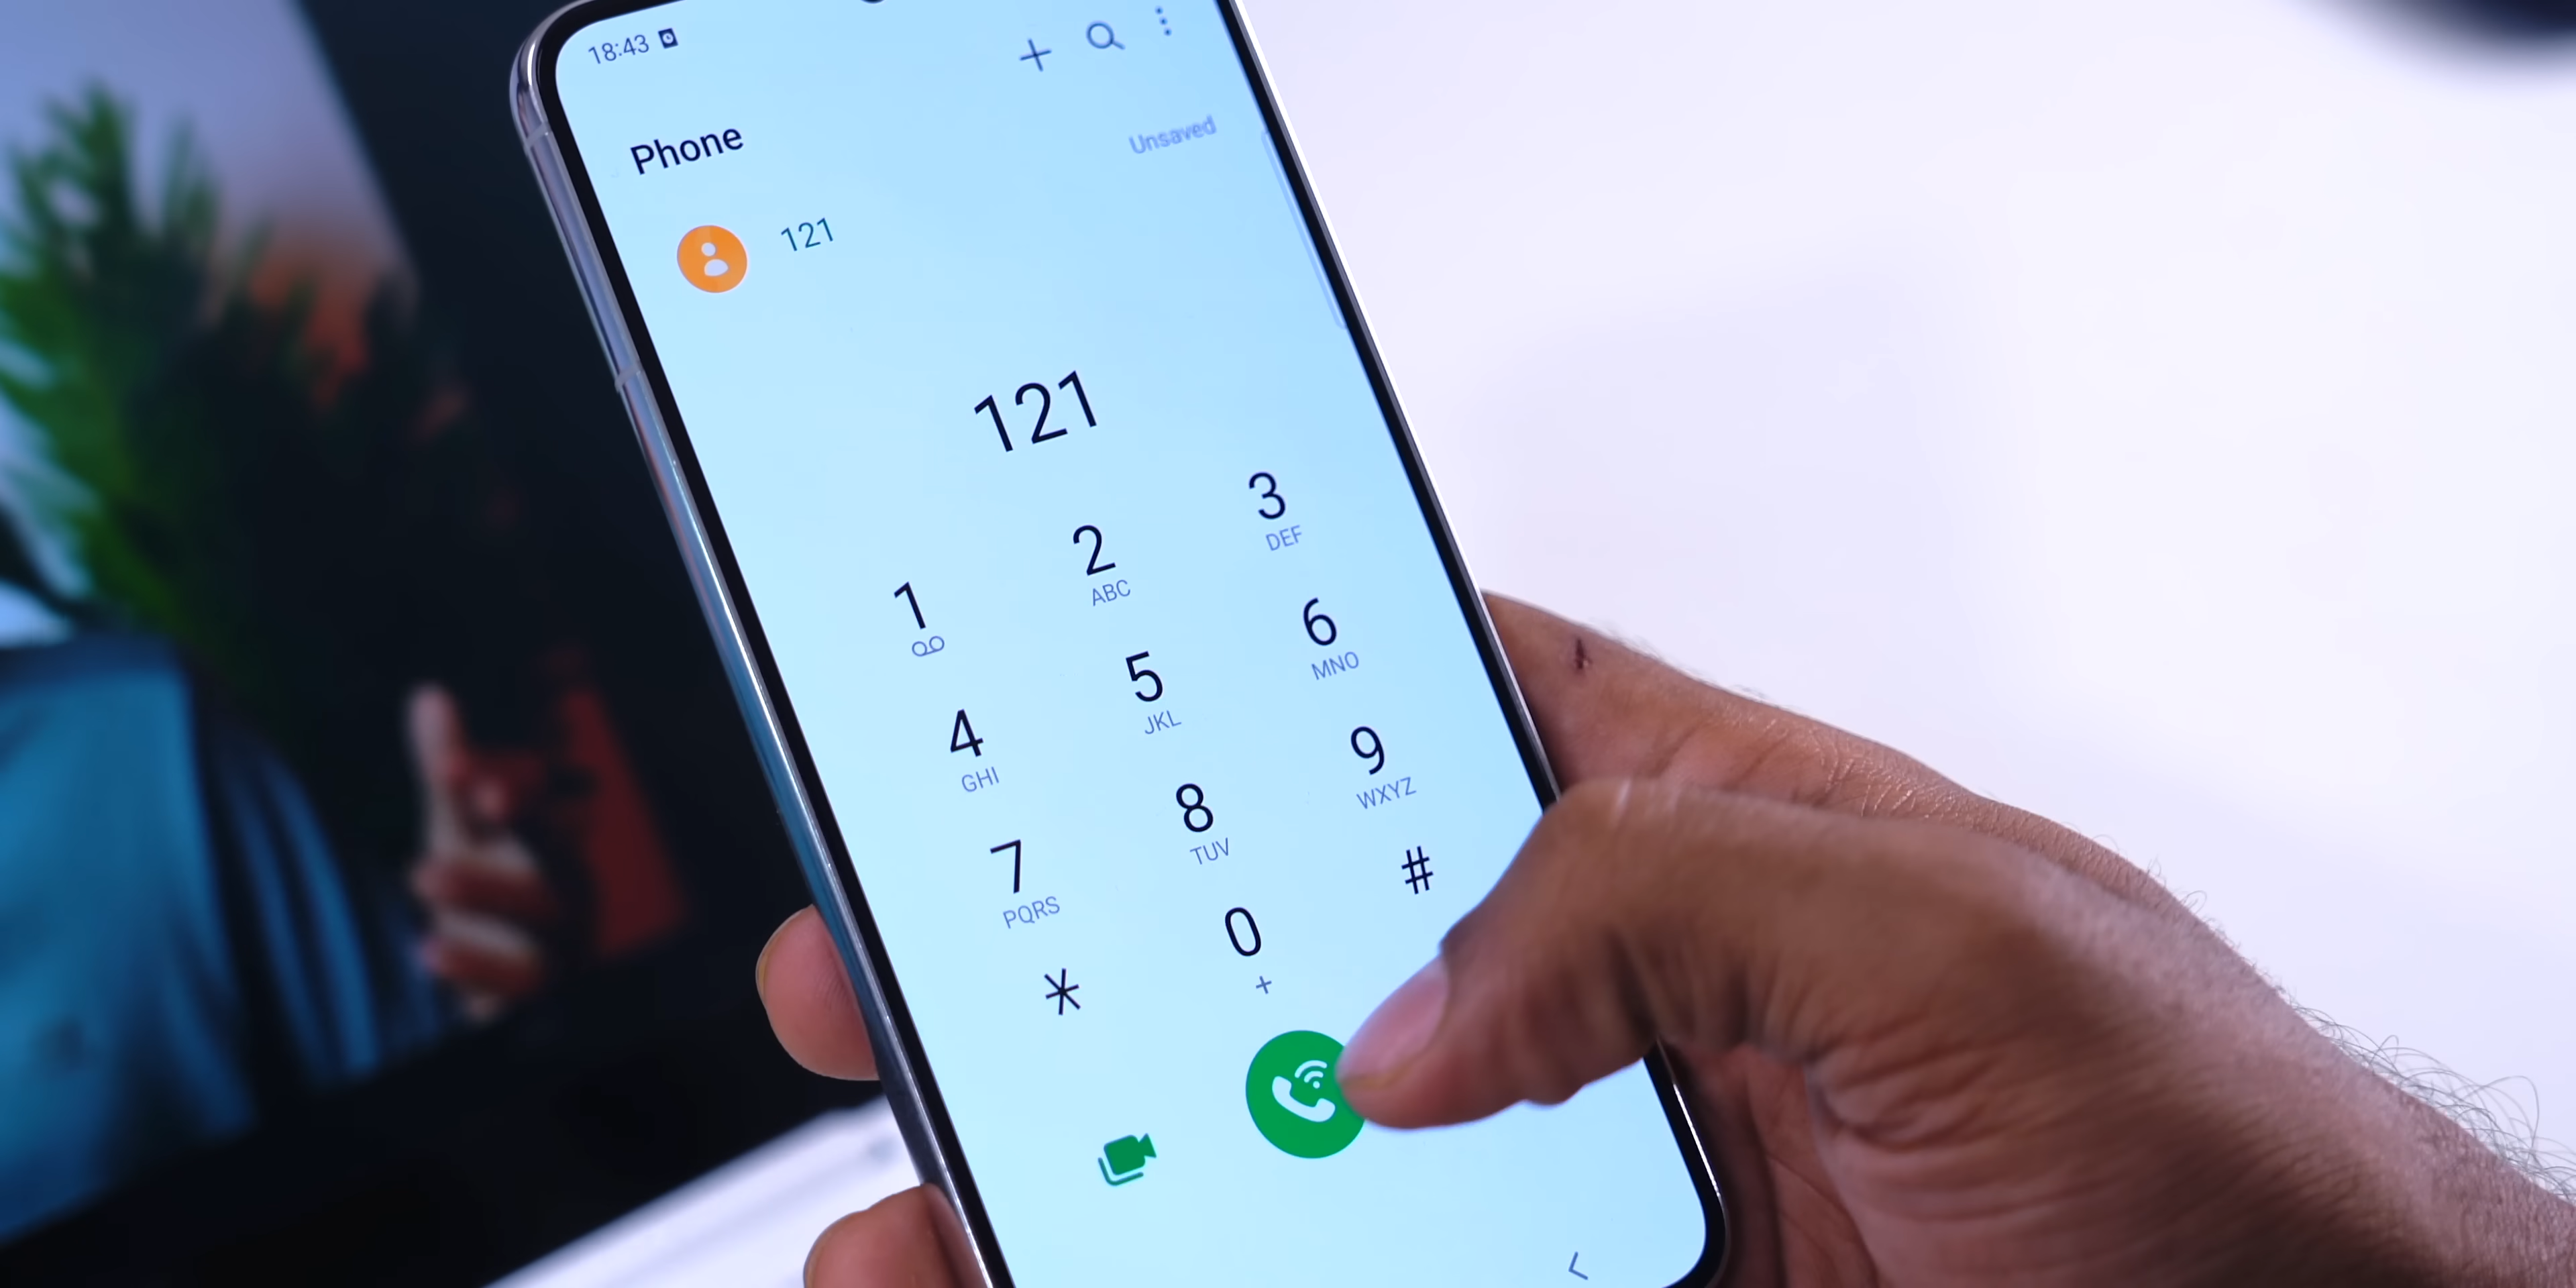 18:43
Phone
Unsaved
121
121
1 2 3
ABC DEF
4 5 6
GHI JKL MNO
7 8 9
PQRS TUV WXYZ
* 0 #
+